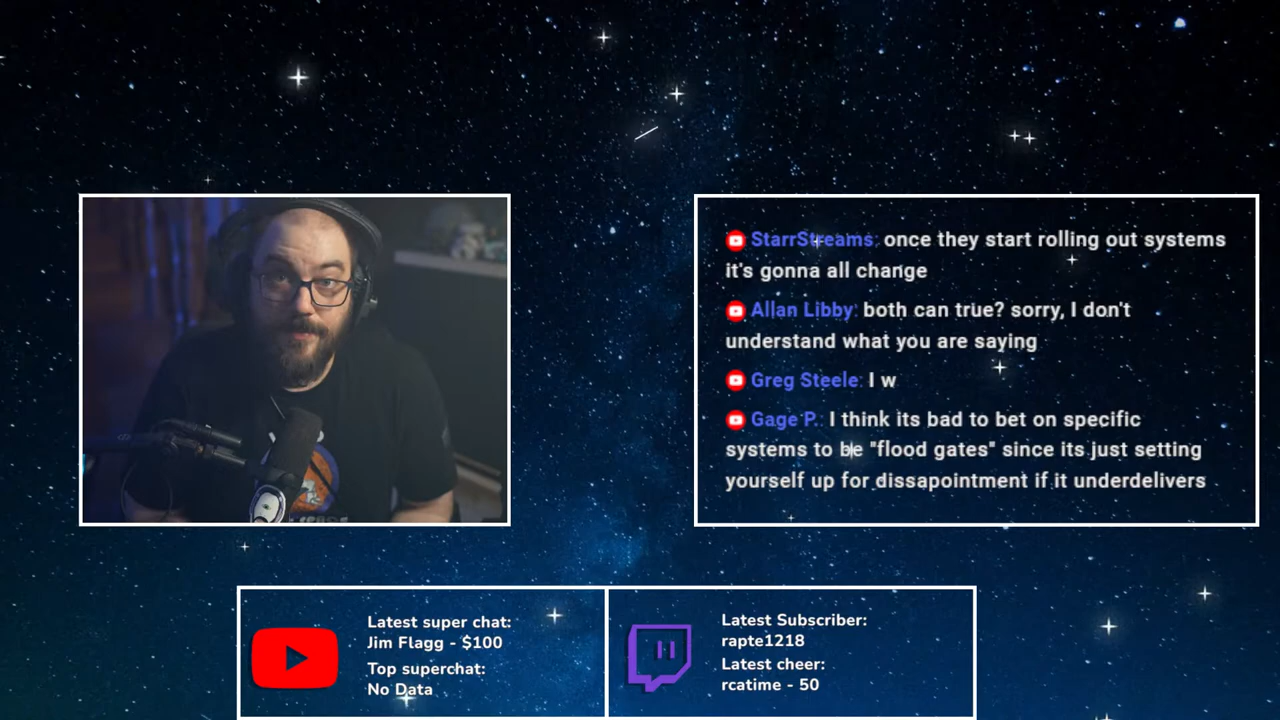 StarrStreams: once they start rolling out systems
it's gonna all change
Allan Libby: both can true? sorry, I don't
understand what you are saying
Greg Steele: I w
Gage P.: I think its bad to bet on specific
systems to be "flood gates" since its just setting
yourself up for dissapointment if it underdelivers
Latest super chat:
Jim Flagg - $100
Top superchat:
No Data
Latest Subscriber:
rapte1218
Latest cheer:
rcatime - 50